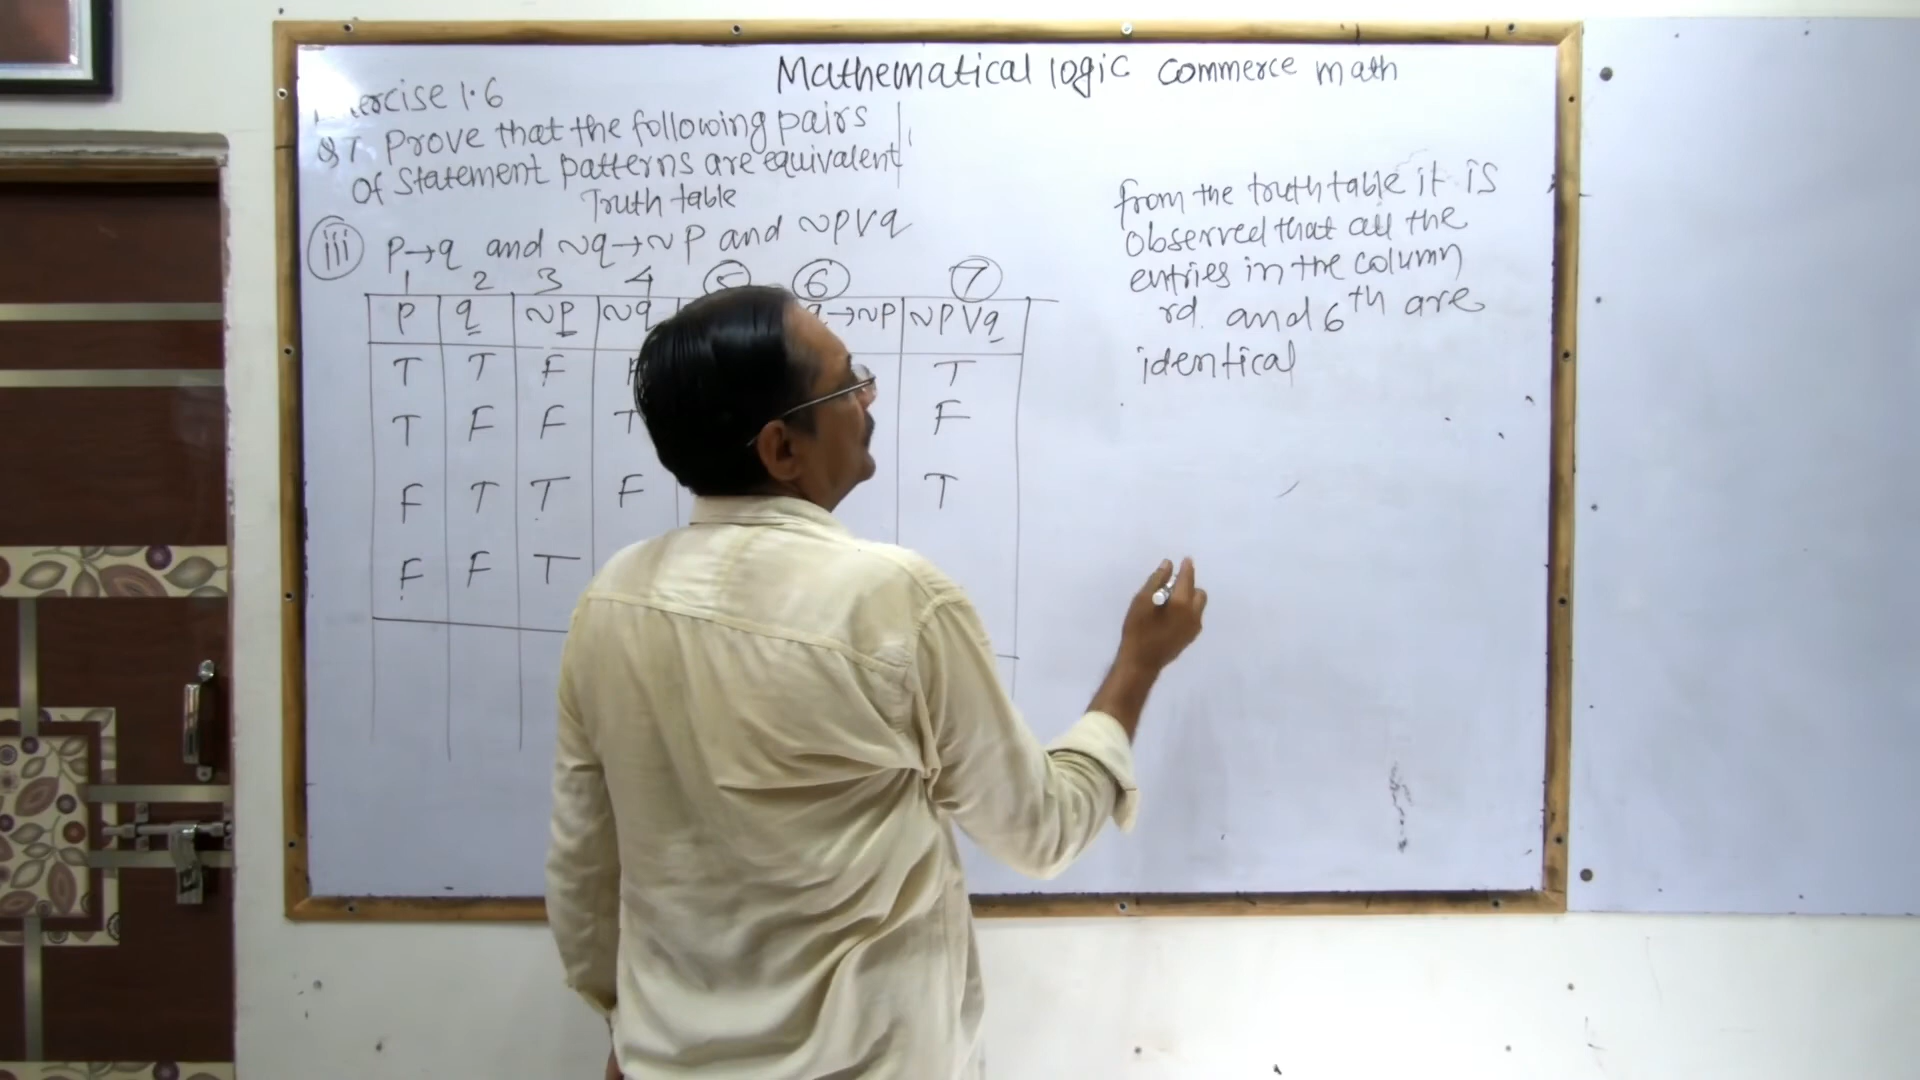 Mathematical logic commerce math
ercise 1.6
Prove that the following pairs
of statement patterns are equivalent
Truth table
iii p→q and ~q→~p and ~pvq
1 2 3 4 5 6 7
p q ~p ~q →~p ~pvq
T T F F T
T F F T F
F T T F T
F F T
from the truth table it is
observed that all the
entries in the column
rd. and 6th are
identical